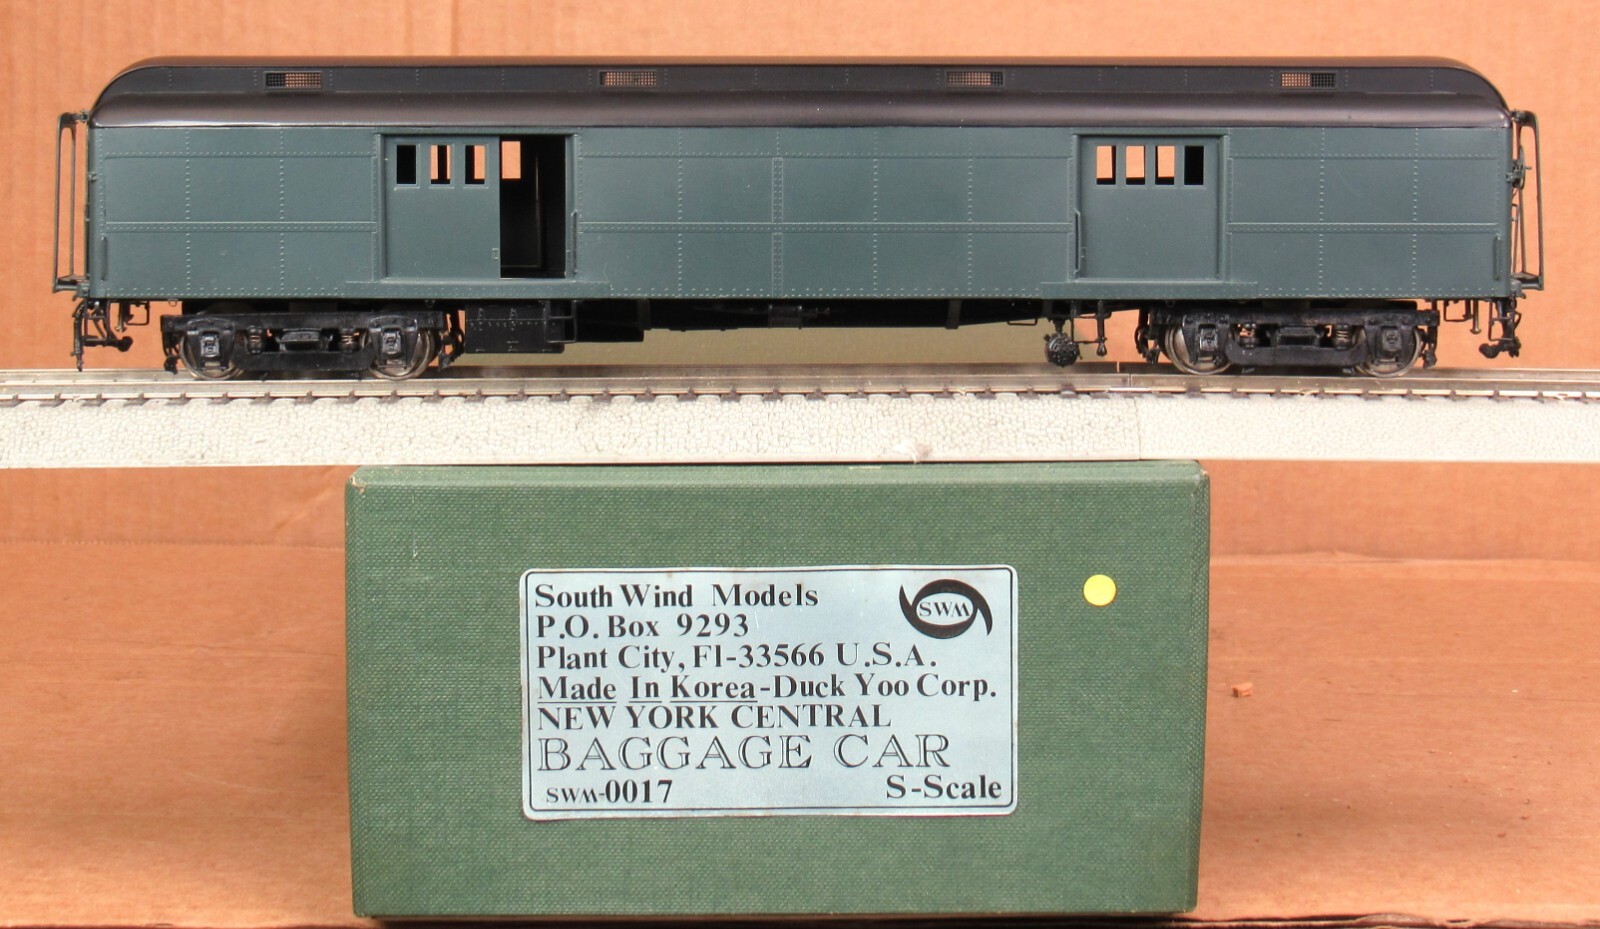 South Wind Models
SWM
P.O. Box 9293
Plant City, Fl-33566 U.S.A.
Made In Korea-Duck Yoo Corp.
NEW YORK CENTRAL
BAGGAGE CAR
SWM-0017 S-Scale